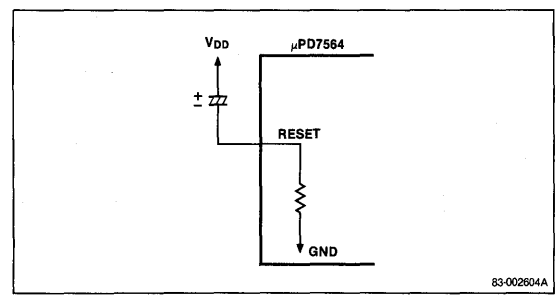 VDD
μPD7564
+
−
RESET
GND
83-002604A